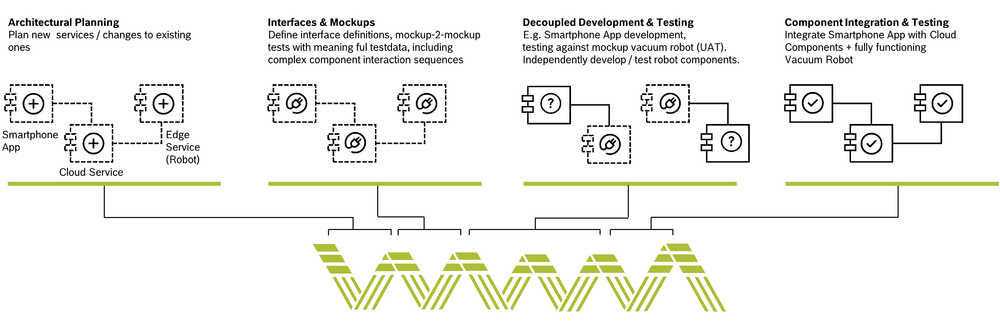 Architectural Planning
Plan new services / changes to existing
ones
Interfaces & Mockups
Define interface definitions, mockup-2-mockup
tests with meaning ful testdata, including
complex component interaction sequences
Decoupled Development & Testing
E.g. Smartphone App development,
testing against mockup vacuum robot (UAT).
Independently develop / test robot components.
Component Integration & Testing
Integrate Smartphone App with Cloud
Components + fully functioning
Vacuum Robot
Smartphone
App
Cloud Service
Edge
Service
(Robot)
?
?